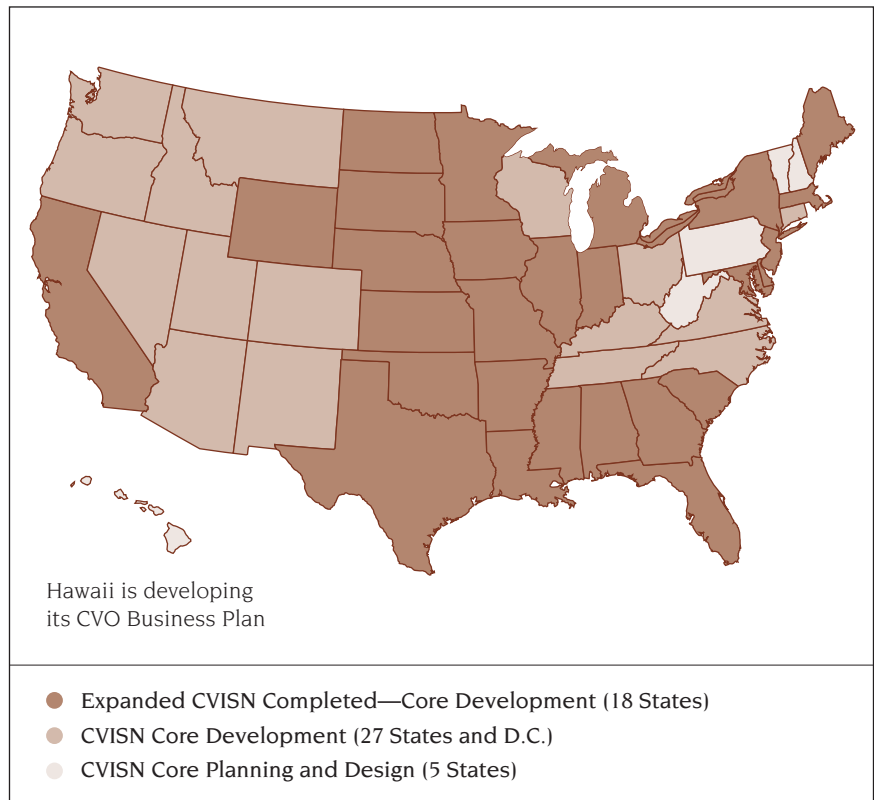 Hawaii is developing
its CVO Business Plan
Expanded CVISN Completed—Core Development (18 States)
CVISN Core Development (27 States and D.C.)
CVISN Core Planning and Design (5 States)